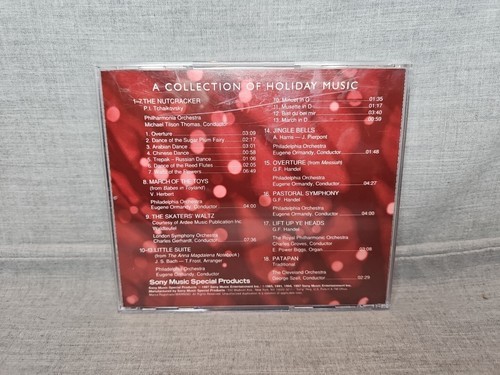 A COLLECTION OF HOLIDAY MUSIC
1-7. THE NUTCRACKER
P.I. Tchaikovsky
Philharmonia Orchestra
Michael Tilson Thomas, Conductor
1. Overture 03:09
2. Dance of the Sugar Plum Fairy 02:17
3. Arabian Dance 03:01
4. Chinese Dance 00:58
5. Trepak - Russian Dance 01:06
6. Dance of the Reed Flutes 02:05
7. of the Flowers 06:49
8. MARCH OF THE TOYS
(from Babes in Toyland)
V. Herbert
Philadelphia Orchestra
Eugene Ormandy, Conductor 04:00
9. THE SKATERS' WALTZ
Courtesy of Ardee Music Publication Inc.
London Symphony Orchestra
Charles Gerhardt, Conductor 07:36
10-13 LITTLE SUITE
(from The Anna Magdalena Notebook)
J. S. Bach — T. Frost, Arranger
Philadelphia Orchestra
Eugene Ormandy, Conductor
10. Minuet in D 01:35
11. Musette in D 01:17
12. Bist du bei mir 03:40
13. March in D 00:59
14. JINGLE BELLS
A. Harris — J. Pierpont
Philadelphia Orchestra
Eugene Ormandy, Conductor 01:48
15. OVERTURE (from Messiah)
G.F. Handel
Philadelphia Orchestra
Eugene Ormandy, Conductor 04:27
16. PASTORAL SYMPHONY
G.F. Handel
Philadelphia Orchestra
Eugene Ormandy, Conductor 04:00
17. LIFT UP YE HEADS
G.F. Handel
The Royal Philharmonic Orchestra
Charles Groves, Conductor
E. Power Biggs, Organ 03:08
18. PATAPAN
Traditional
The Cleveland Orchestra
George Szell, Conductor 02:25
Sony Music Special Products